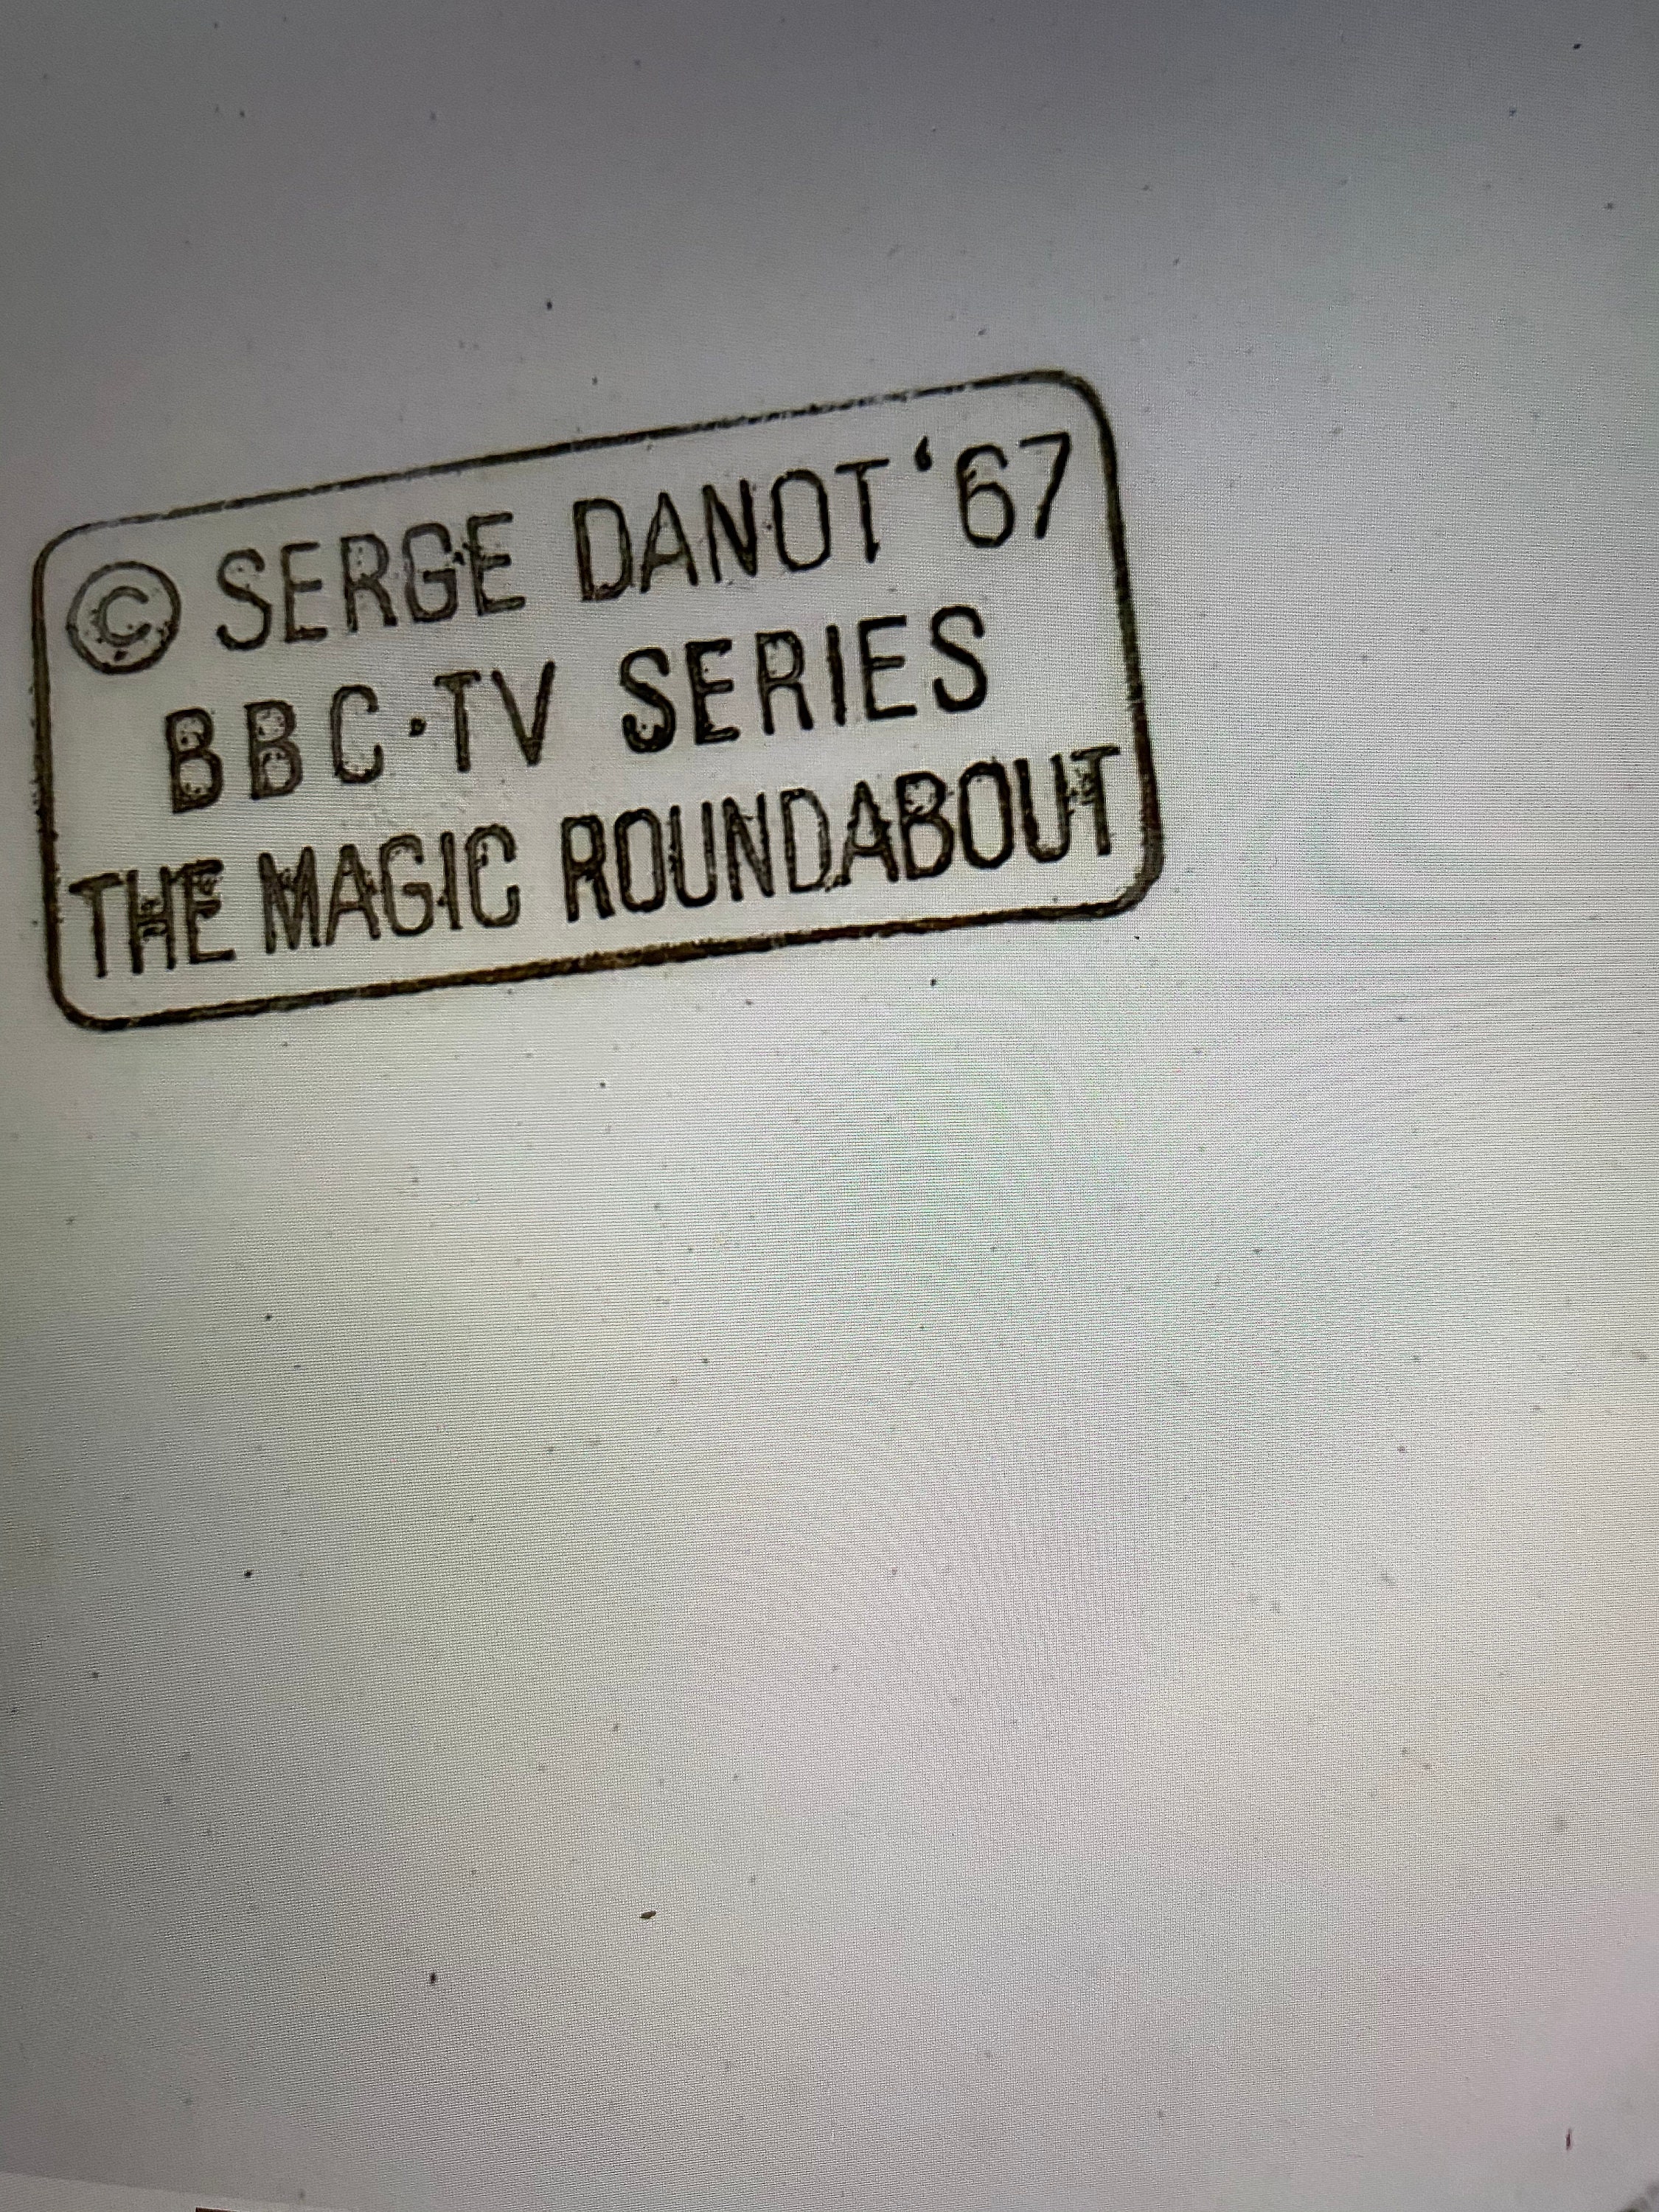 © SERGE DANOT '67
BBC·TV SERIES
THE MAGIC ROUNDABOUT